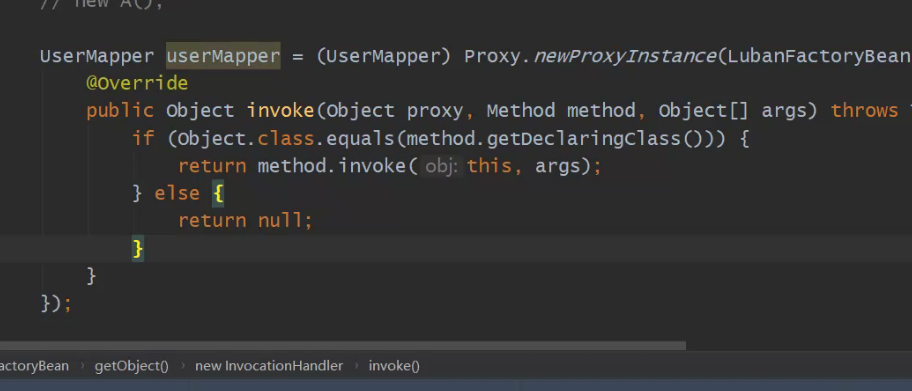 // new A();
UserMapper userMapper = (UserMapper) Proxy.newProxyInstance(LubanFactoryBean
@Override
public Object invoke(Object proxy, Method method, Object[] args) throws
if (Object.class.equals(method.getDeclaringClass())) {
return method.invoke( obj: this, args);
} else {
return null;
}
}
});
actoryBean › getObject() › new InvocationHandler › invoke()